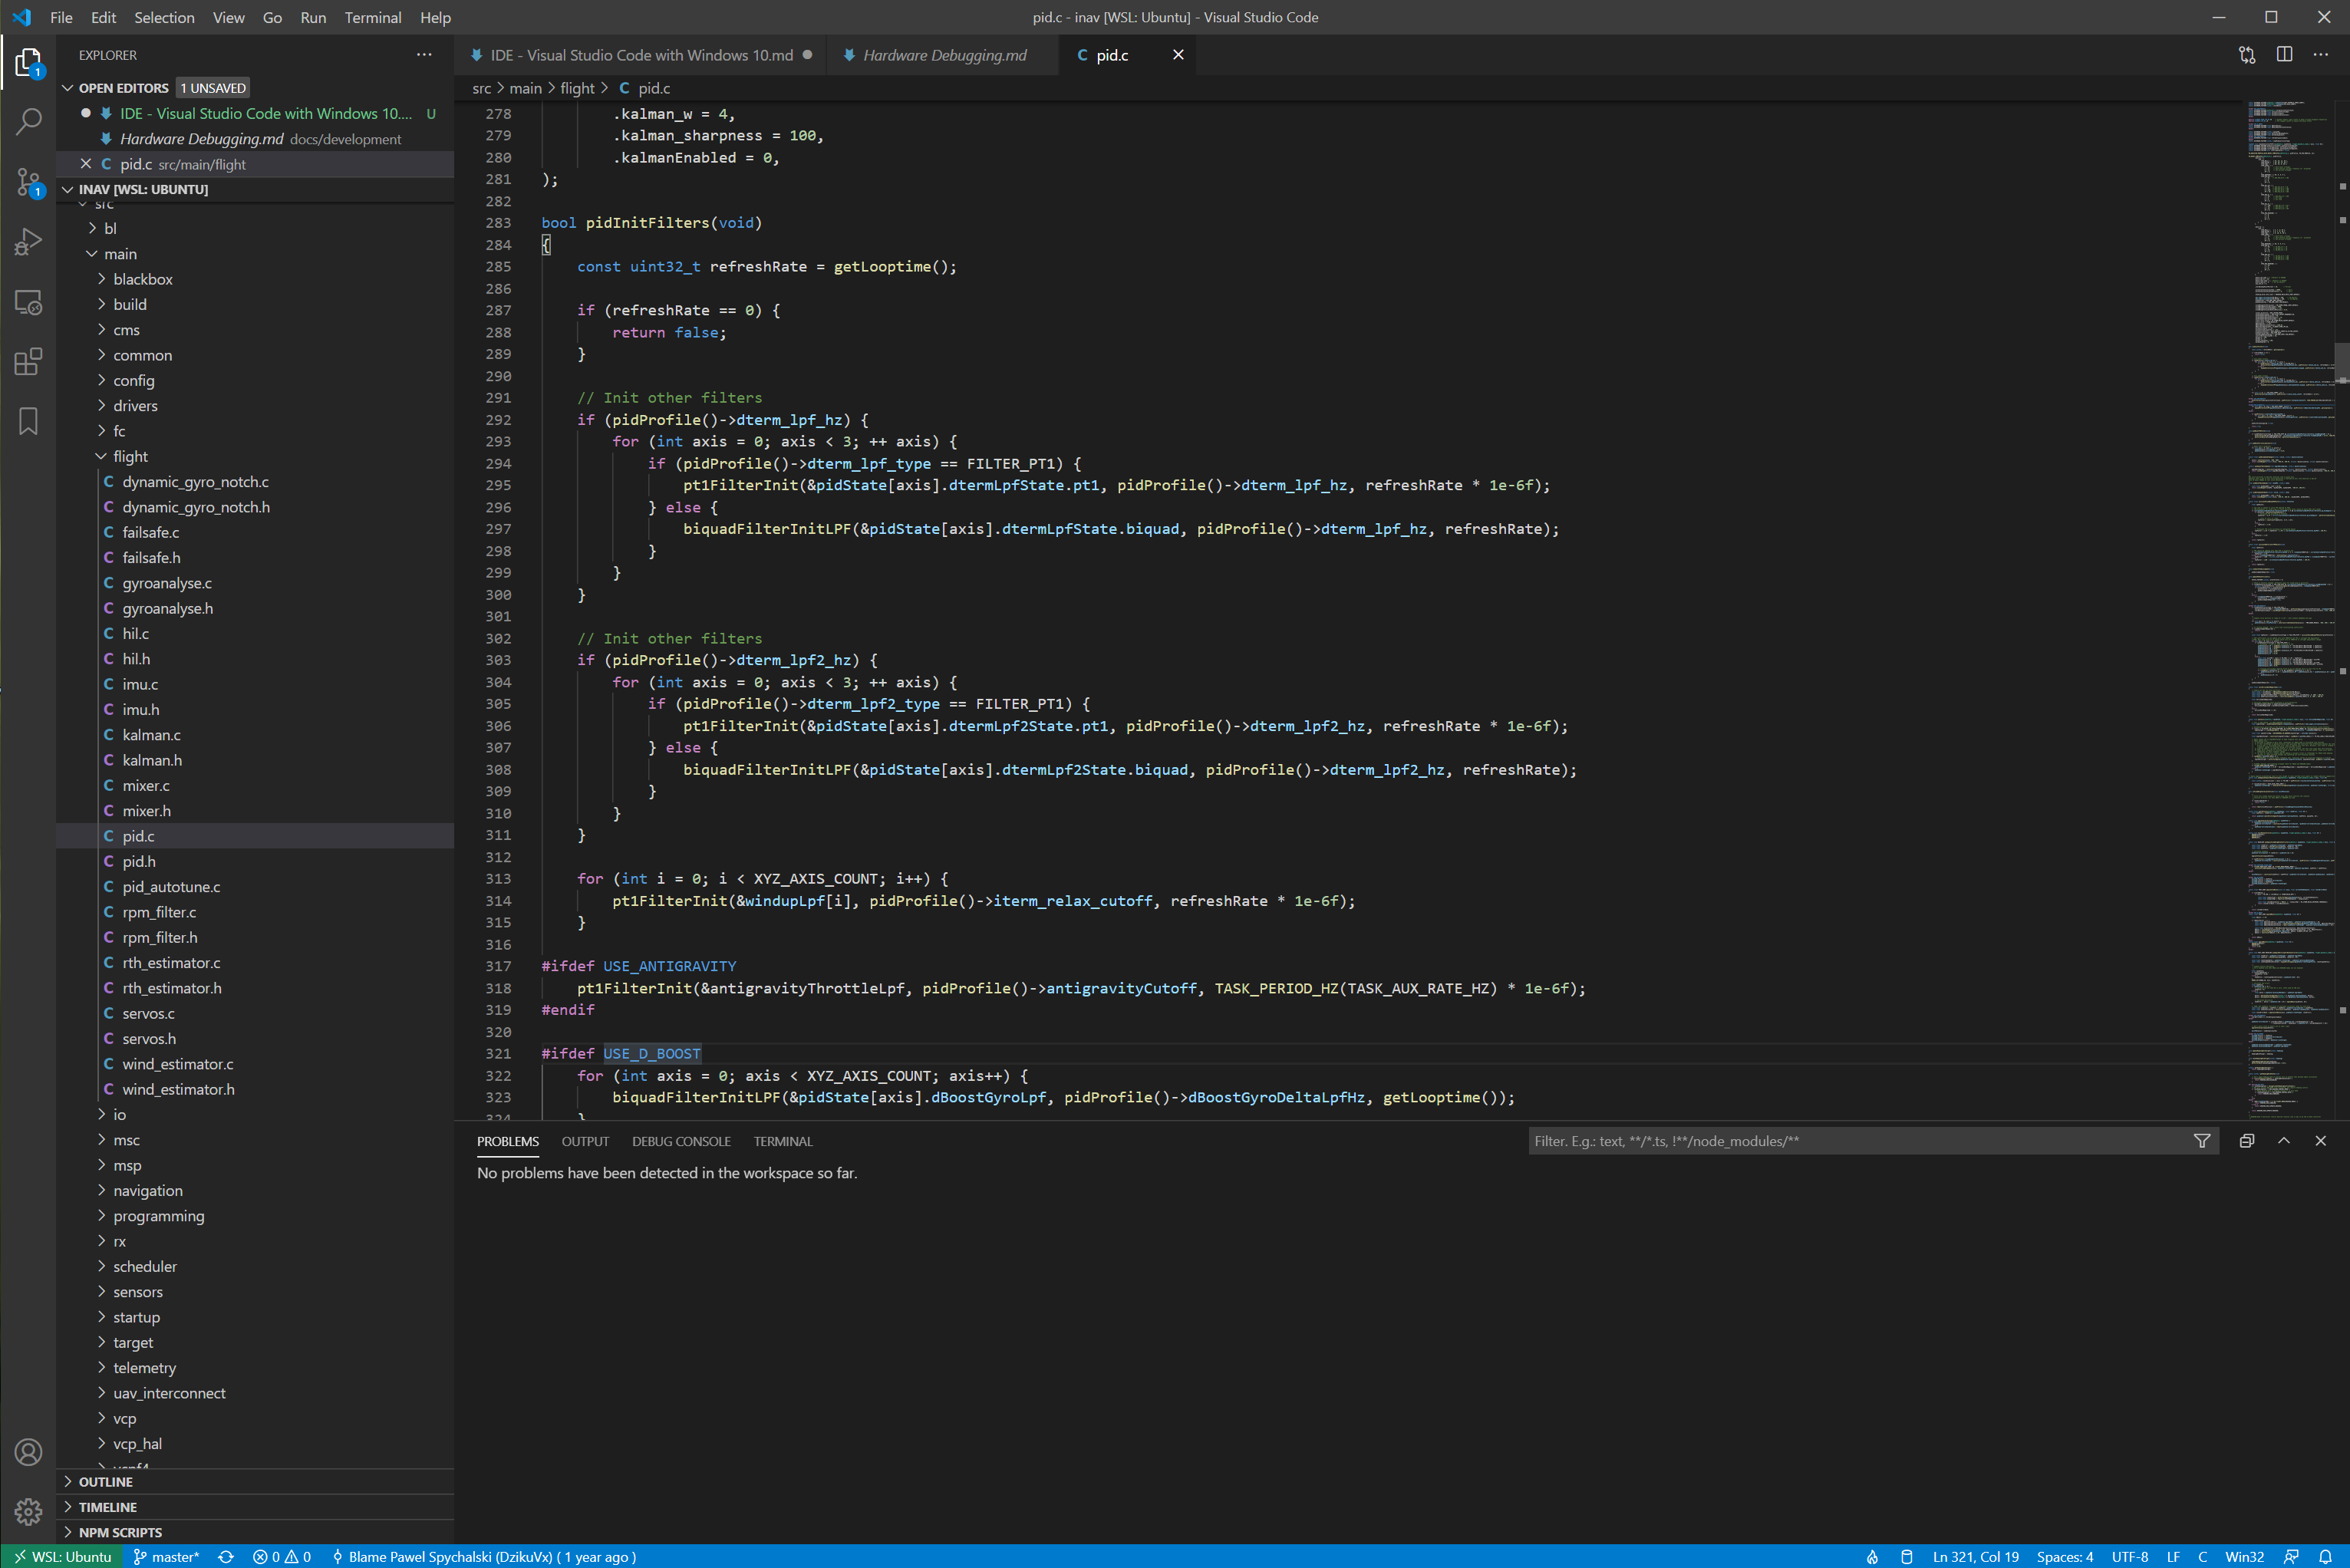 File Edit Selection View Go Run Terminal Help
pid.c - inav [WSL: Ubuntu] - Visual Studio Code
EXPLORER
OPEN EDITORS 1 UNSAVED
IDE - Visual Studio Code with Windows 10.... U
Hardware Debugging.md docs/development
C pid.c src/main/flight
INAV [WSL: UBUNTU]
src
bl
main
blackbox
build
cms
common
config
drivers
fc
flight
C dynamic_gyro_notch.c
C dynamic_gyro_notch.h
C failsafe.c
C failsafe.h
C gyroanalyse.c
C gyroanalyse.h
C hil.c
C hil.h
C imu.c
C imu.h
C kalman.c
C kalman.h
C mixer.c
C mixer.h
C pid.c
C pid.h
C pid_autotune.c
C rpm_filter.c
C rpm_filter.h
C rth_estimator.c
C rth_estimator.h
C servos.c
C servos.h
C wind_estimator.c
C wind_estimator.h
io
msc
msp
navigation
programming
rx
scheduler
sensors
startup
target
telemetry
uav_interconnect
vcp
vcp_hal
OUTLINE
TIMELINE
NPM SCRIPTS
1
1
IDE - Visual Studio Code with Windows 10.md
Hardware Debugging.md
C pid.c
src > main > flight > C pid.c
278         .kalman_w = 4,
279         .kalman_sharpness = 100,
280         .kalmanEnabled = 0,
281 );
282
283 bool pidInitFilters(void)
284 {
285     const uint32_t refreshRate = getLooptime();
286
287     if (refreshRate == 0) {
288         return false;
289     }
290
291     // Init other filters
292     if (pidProfile()->dterm_lpf_hz) {
293         for (int axis = 0; axis < 3; ++ axis) {
294             if (pidProfile()->dterm_lpf_type == FILTER_PT1) {
295                 pt1FilterInit(&pidState[axis].dtermLpfState.pt1, pidProfile()->dterm_lpf_hz, refreshRate * 1e-6f);
296             } else {
297                 biquadFilterInitLPF(&pidState[axis].dtermLpfState.biquad, pidProfile()->dterm_lpf_hz, refreshRate);
298             }
299         }
300     }
301
302     // Init other filters
303     if (pidProfile()->dterm_lpf2_hz) {
304         for (int axis = 0; axis < 3; ++ axis) {
305             if (pidProfile()->dterm_lpf2_type == FILTER_PT1) {
306                 pt1FilterInit(&pidState[axis].dtermLpf2State.pt1, pidProfile()->dterm_lpf2_hz, refreshRate * 1e-6f);
307             } else {
308                 biquadFilterInitLPF(&pidState[axis].dtermLpf2State.biquad, pidProfile()->dterm_lpf2_hz, refreshRate);
309             }
310         }
311     }
312
313     for (int i = 0; i < XYZ_AXIS_COUNT; i++) {
314         pt1FilterInit(&windupLpf[i], pidProfile()->iterm_relax_cutoff, refreshRate * 1e-6f);
315     }
316
317 #ifdef USE_ANTIGRAVITY
318     pt1FilterInit(&antigravityThrottleLpf, pidProfile()->antigravityCutoff, TASK_PERIOD_HZ(TASK_AUX_RATE_HZ) * 1e-6f);
319 #endif
320
321 #ifdef USE_D_BOOST
322     for (int axis = 0; axis < XYZ_AXIS_COUNT; axis++) {
323         biquadFilterInitLPF(&pidState[axis].dBoostGyroLpf, pidProfile()->dBoostGyroDeltaLpfHz, getLooptime());
324     }
PROBLEMS OUTPUT DEBUG CONSOLE TERMINAL
Filter. E.g.: text, **/*.ts, !**/node_modules/**
No problems have been detected in the workspace so far.
WSL: Ubuntu master* 0 0 Blame Pawel Spychalski (DzikuVx) ( 1 year ago )
Ln 321, Col 19 Spaces: 4 UTF-8 LF C Win32